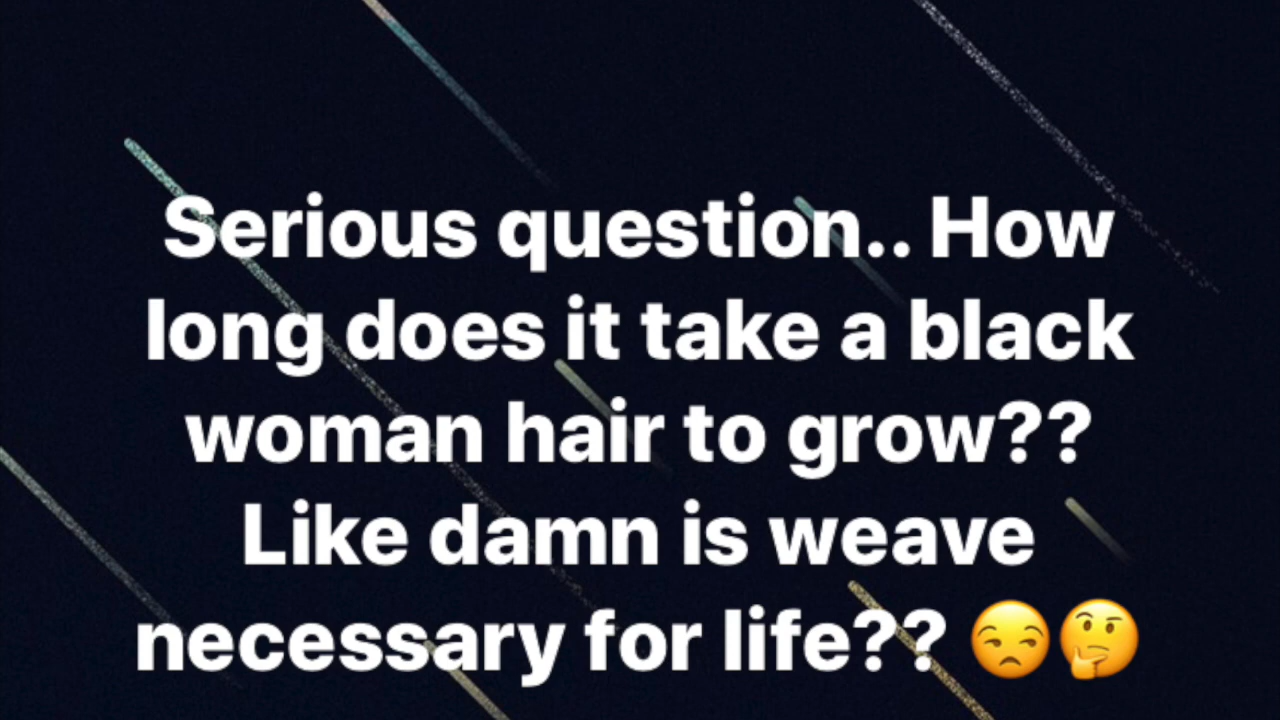 Serious question.. How
long does it take a black
woman hair to grow??
Like damn is weave
necessary for life?? 😒🤔